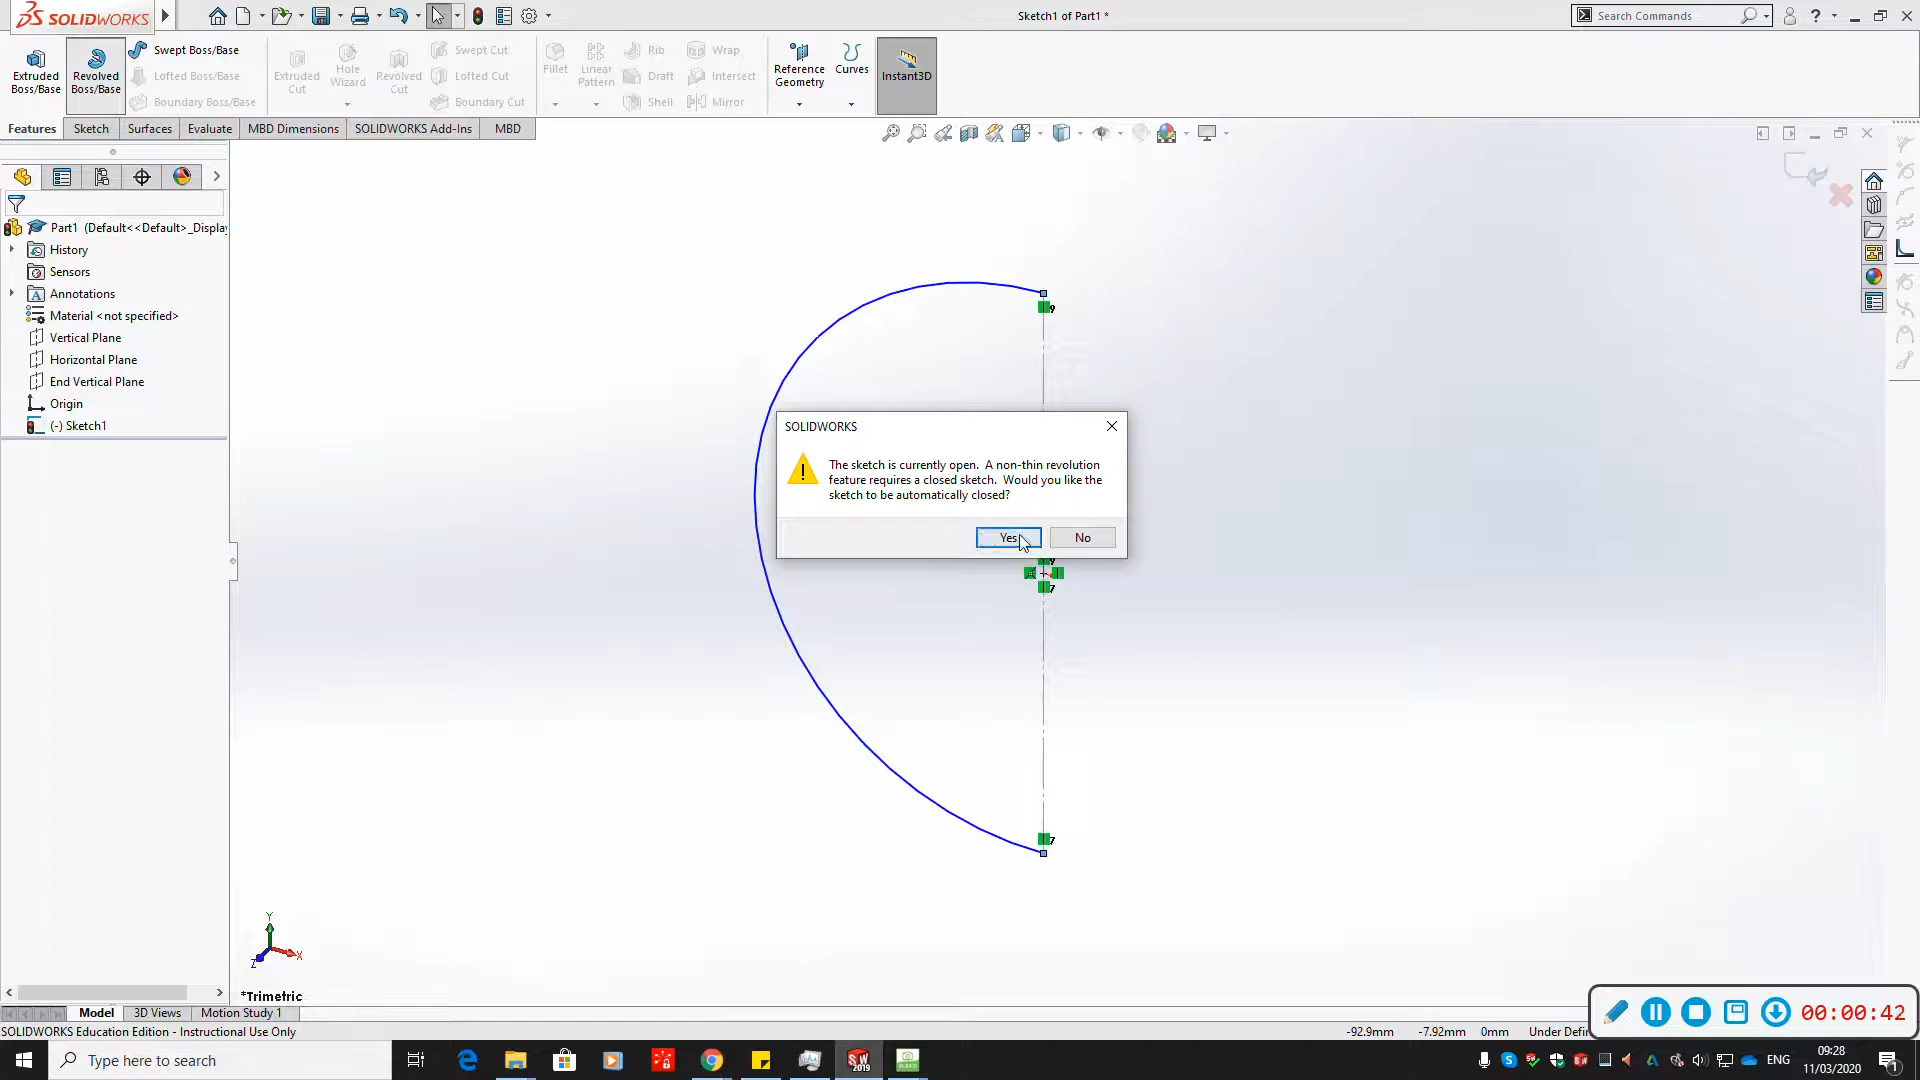 SOLIDWORKS
Sketch1 of Part1 *
Search Commands
Extruded Boss/Base
Revolved Boss/Base
Swept Boss/Base
Lofted Boss/Base
Boundary Boss/Base
Extruded Cut
Hole Wizard
Revolved Cut
Swept Cut
Lofted Cut
Boundary Cut
Fillet
Linear Pattern
Rib
Draft
Shell
Wrap
Intersect
Mirror
Reference Geometry
Curves
Instant3D
Features
Sketch
Surfaces
Evaluate
MBD Dimensions
SOLIDWORKS Add-Ins
MBD
Part1 (Default<<Default>_Displa
History
Sensors
Annotations
Material <not specified>
Vertical Plane
Horizontal Plane
End Vertical Plane
Origin
(-) Sketch1
9
SOLIDWORKS
The sketch is currently open. A non-thin revolution
feature requires a closed sketch. Would you like the
sketch to be automatically closed?
Yes
No
7
7
Y
X
Z
*Trimetric
Model
3D Views
Motion Study 1
00:00:42
SOLIDWORKS Education Edition - Instructional Use Only
-92.9mm
-7.92mm
0mm
Under Defi
Type here to search
SW
2019
ENG
09:28
11/03/2020
1